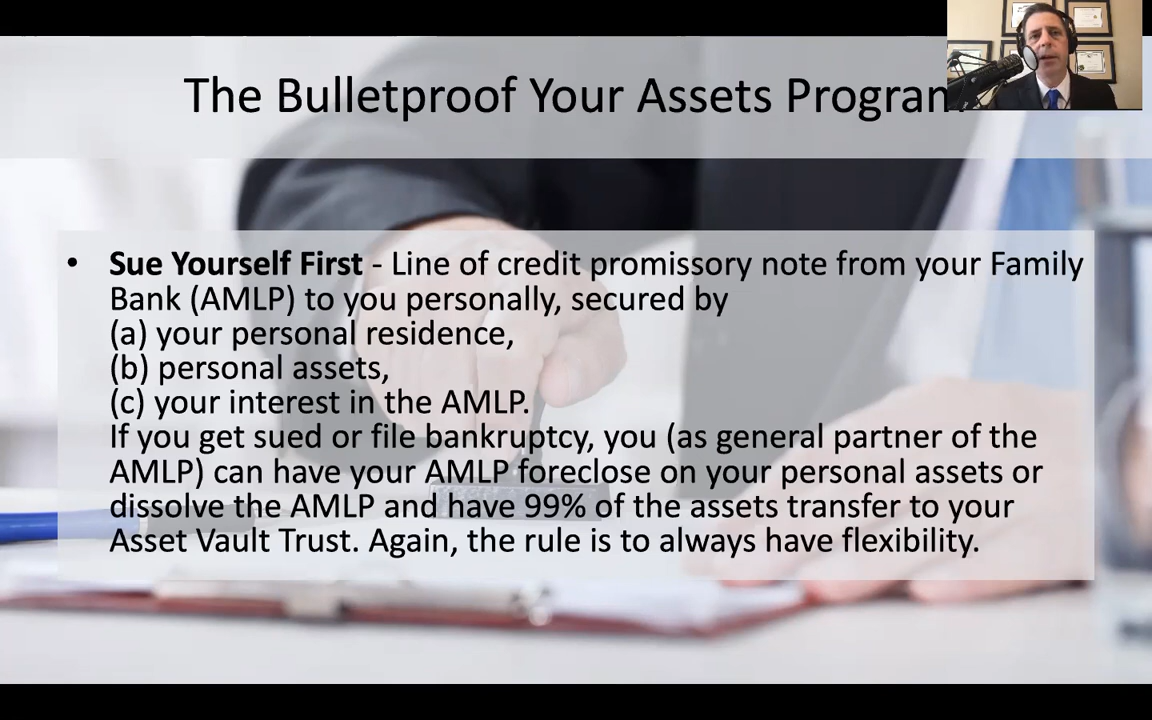 The Bulletproof Your Assets Program
• Sue Yourself First - Line of credit promissory note from your Family
Bank (AMLP) to you personally, secured by
(a) your personal residence,
(b) personal assets,
(c) your interest in the AMLP.
If you get sued or file bankruptcy, you (as general partner of the
AMLP) can have your AMLP foreclose on your personal assets or
dissolve the AMLP and have 99% of the assets transfer to your
Asset Vault Trust. Again, the rule is to always have flexibility.